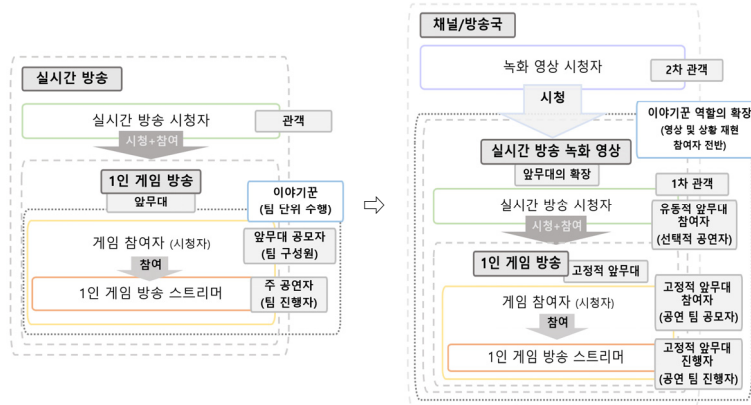 실시간 방송
실시간 방송 시청자
관객
시청+참여
1인 게임 방송
앞무대
이야기꾼
(팀 단위 수행)
게임 참여자 (시청자)
앞무대 공모자
(팀 구성원)
참여
1인 게임 방송 스트리머
주 공연자
(팀 진행자)
채널/방송국
녹화 영상 시청자
2차 관객
시청
이야기꾼 역할의 확장
(영상 및 상황 재현
참여자 전반)
실시간 방송 녹화 영상
앞무대의 확장
1차 관객
실시간 방송 시청자
유동적 앞무대
참여자
(선택적 공연자)
시청+참여
1인 게임 방송
고정적 앞무대
게임 참여자 (시청자)
고정적 앞무대
참여자
(공연 팀 공모자)
참여
1인 게임 방송 스트리머
고정적 앞무대
진행자
(공연 팀 진행자)